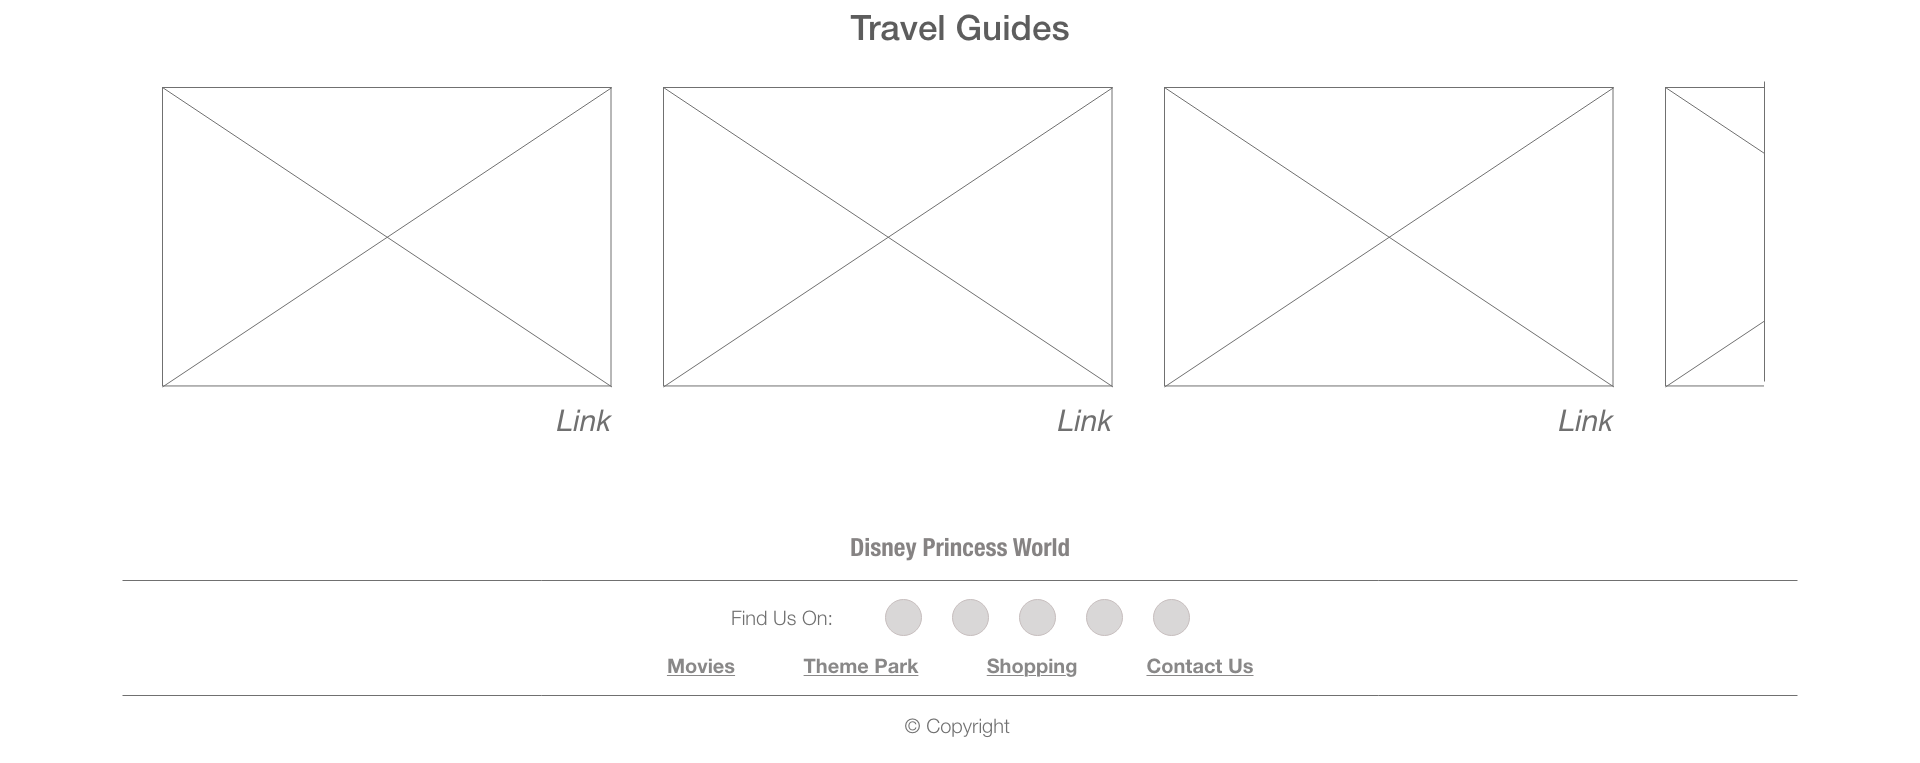 Travel Guides
Link Link Link
Disney Princess World
Find Us On:
Movies Theme Park Shopping Contact Us
© Copyright